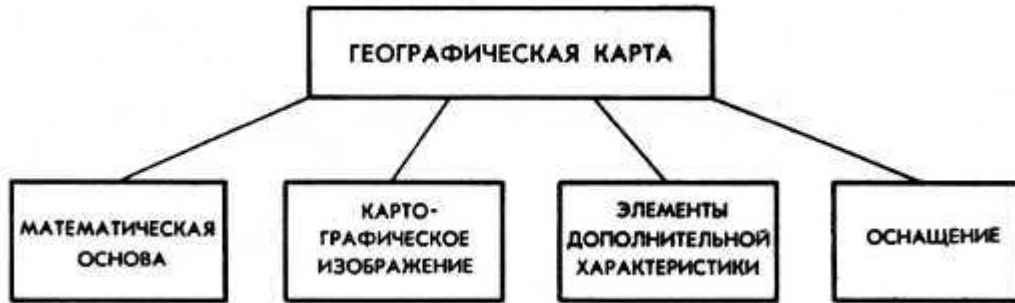 ГЕОГРАФИЧЕСКАЯ КАРТА
МАТЕМАТИЧЕСКАЯ
ОСНОВА
КАРТО-
ГРАФИЧЕСКОЕ
ИЗОБРАЖЕНИЕ
ЭЛЕМЕНТЫ
ДОПОЛНИТЕЛЬНОЙ
ХАРАКТЕРИСТИКИ
ОСНАЩЕНИЕ